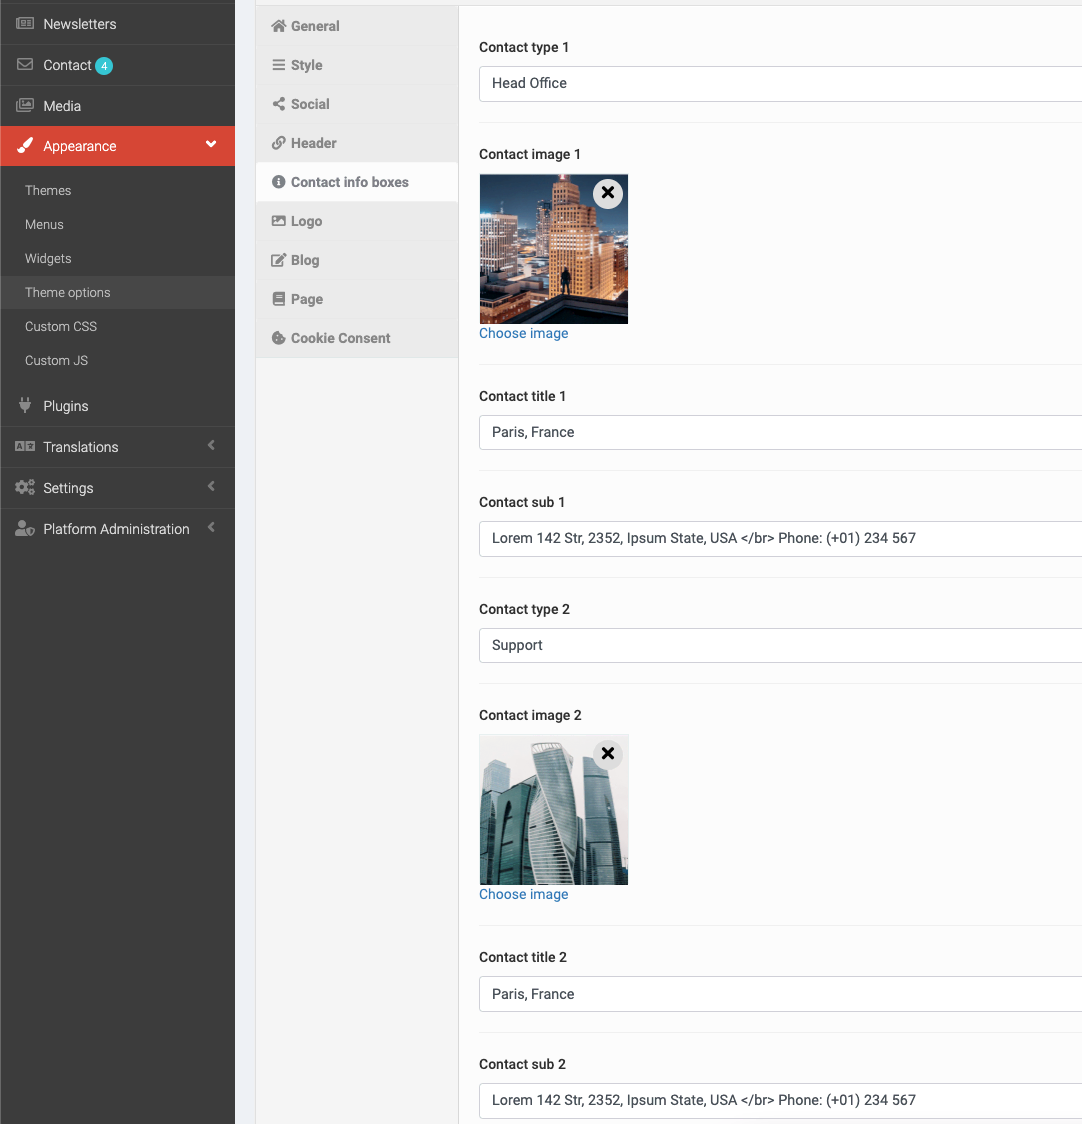 Newsletters
Contact 4
Media
Appearance
Themes
Menus
Widgets
Theme options
Custom CSS
Custom JS
Plugins
Translations
Settings
Platform Administration
General
Style
Social
Header
Contact info boxes
Logo
Blog
Page
Cookie Consent
Contact type 1
Head Office
Contact image 1
Choose image
Contact title 1
Paris, France
Contact sub 1
Lorem 142 Str, 2352, Ipsum State, USA </br> Phone: (+01) 234 567
Contact type 2
Support
Contact image 2
Choose image
Contact title 2
Paris, France
Contact sub 2
Lorem 142 Str, 2352, Ipsum State, USA </br> Phone: (+01) 234 567